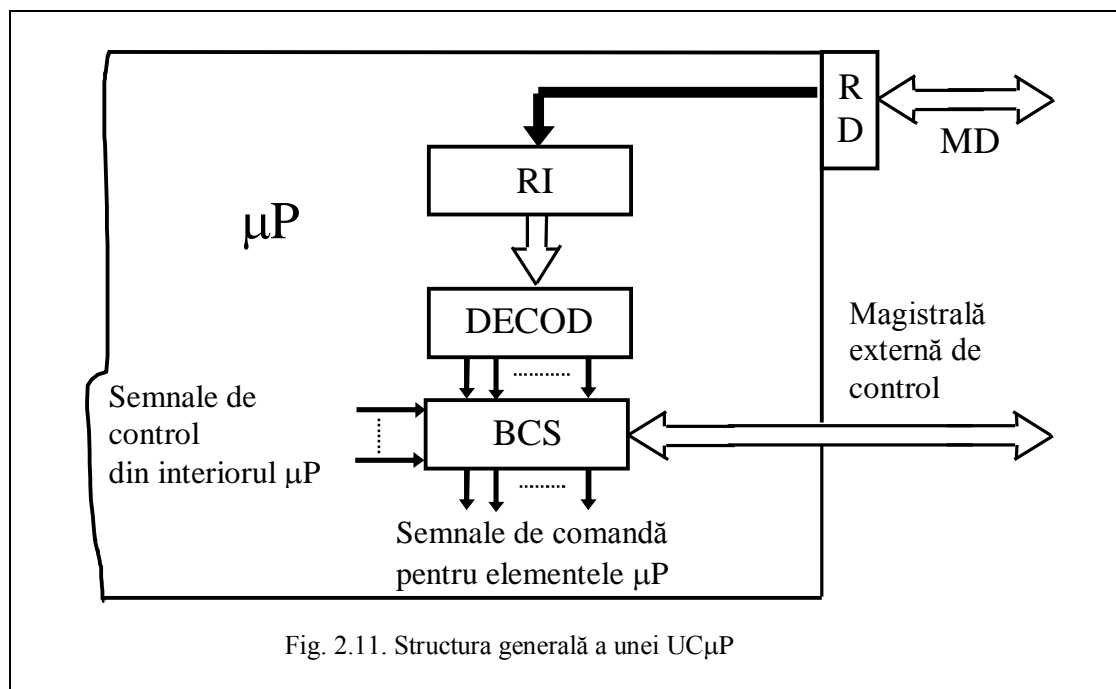 R
D
MD
RI
μP
DECOD
Magistrală
externă de
control
Semnale de
control
din interiorul μP
BCS
Semnale de comandă
pentru elementele μP
Fig. 2.11. Structura generală a unei UCμP